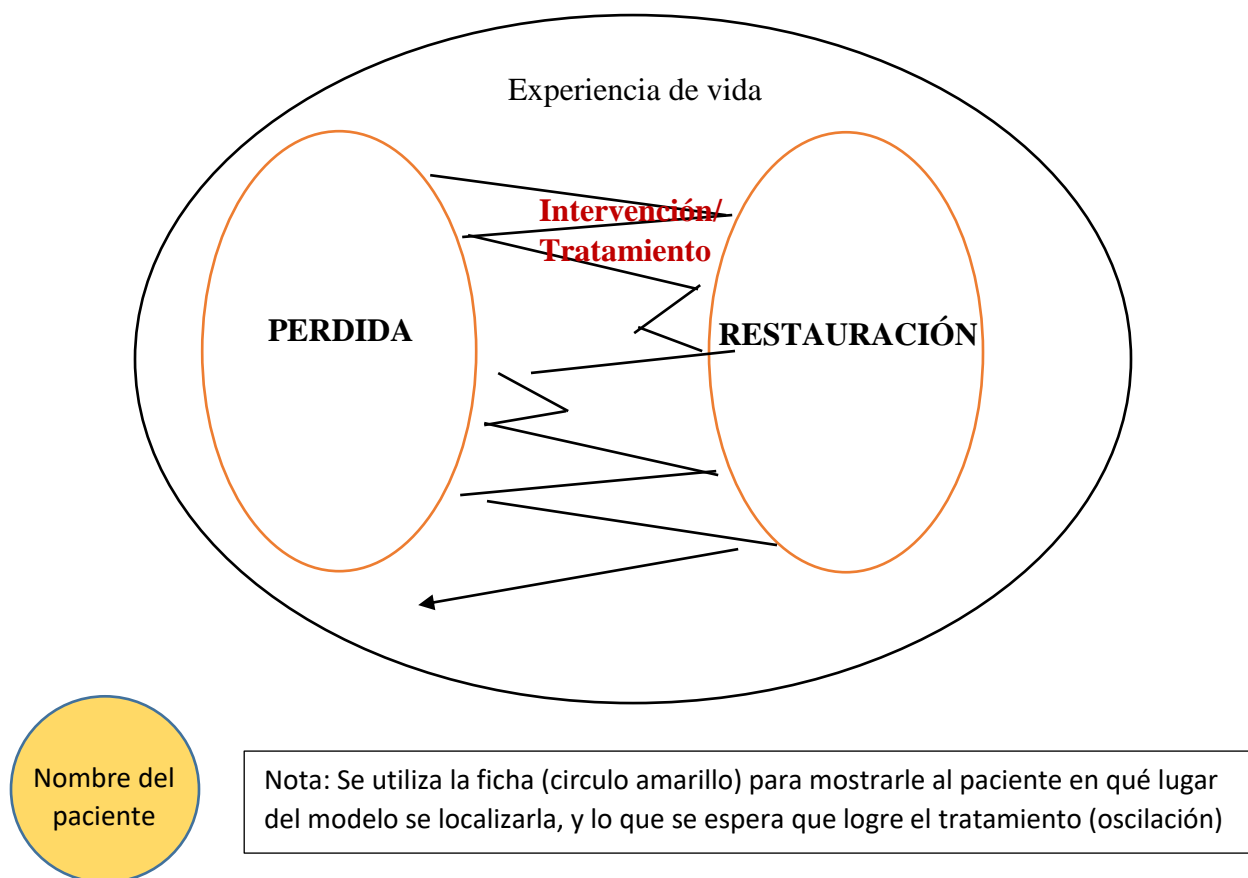 Experiencia de vida
Intervención/
Tratamiento
PERDIDA
RESTAURACIÓN
Nombre del
paciente
Nota: Se utiliza la ficha (circulo amarillo) para mostrarle al paciente en qué lugar
del modelo se localizarla, y lo que se espera que logre el tratamiento (oscilación)